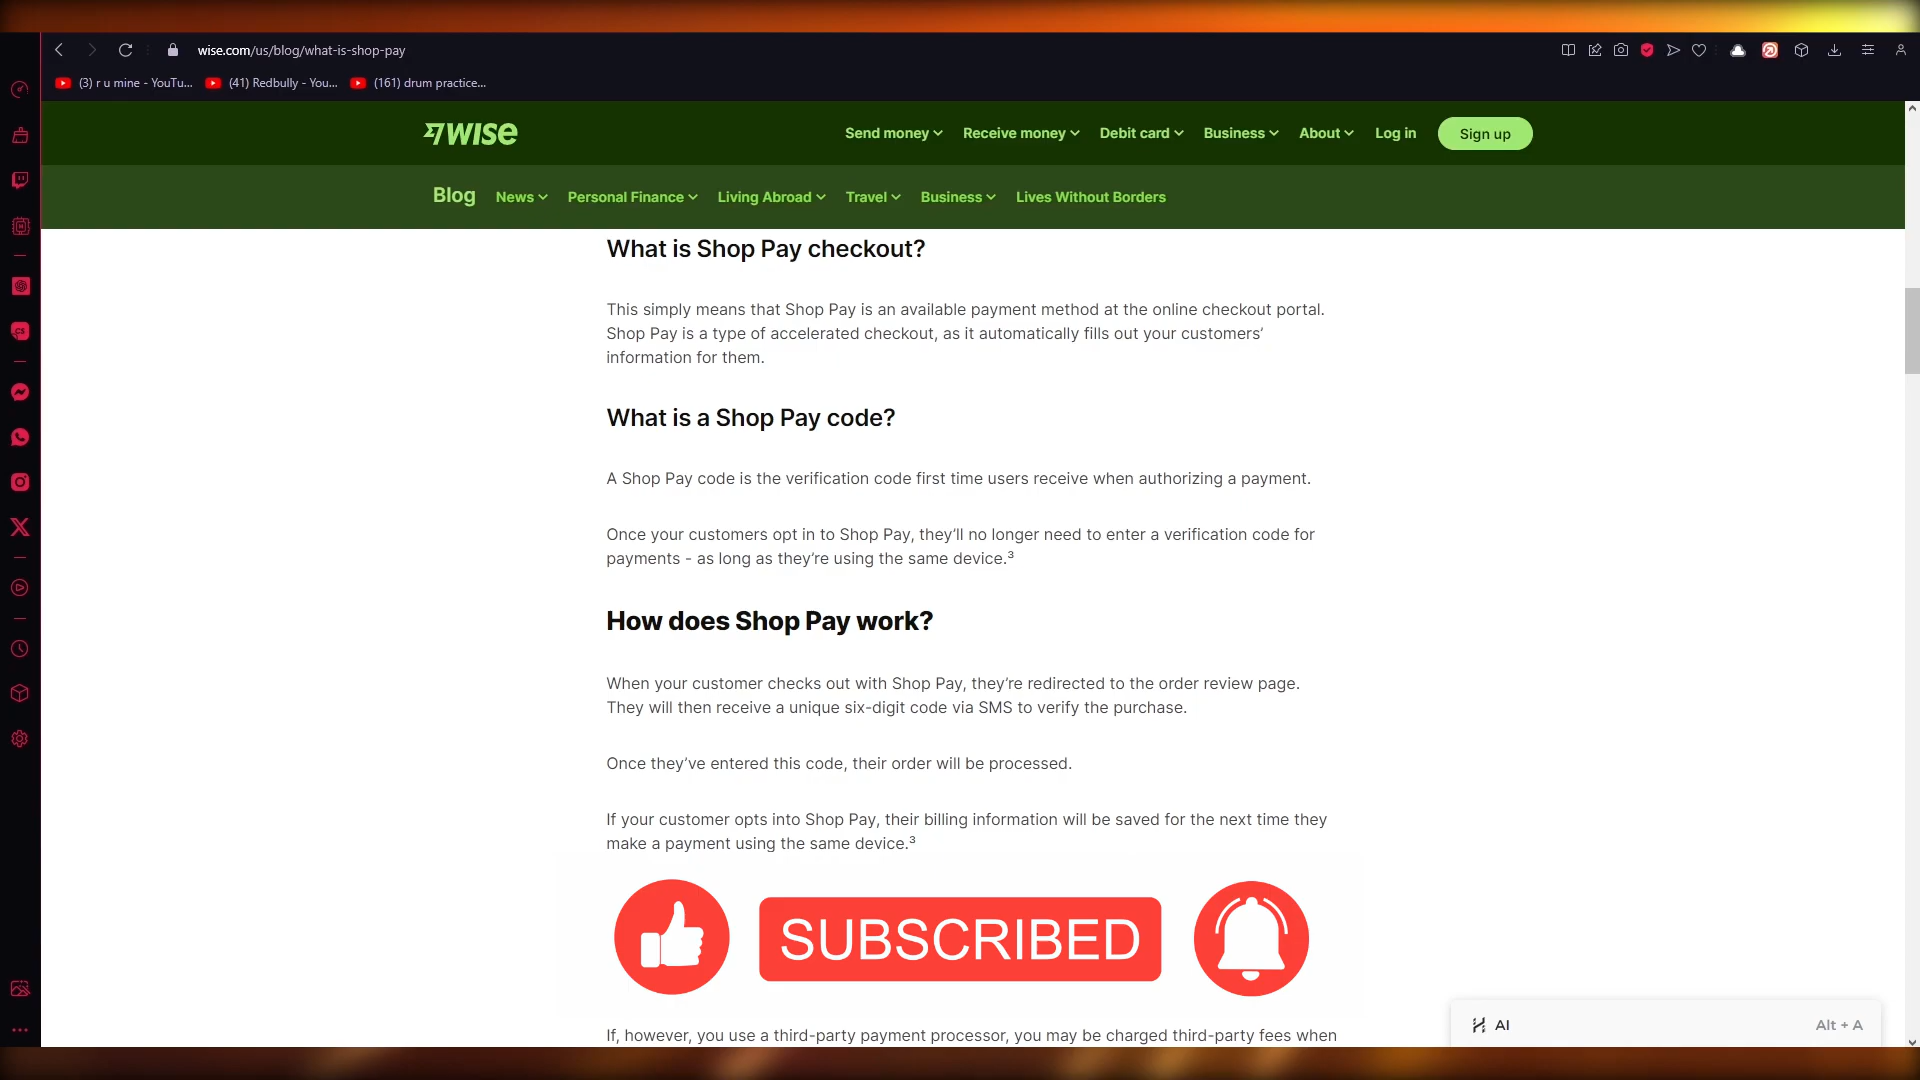 wise.com/us/blog/what-is-shop-pay
(3) r u mine - YouTu...
(41) Redbully - You...
(161) drum practice...
WISE
Send money
Receive money
Debit card
Business
About
Log in
Sign up
Blog
News
Personal Finance
Living Abroad
Travel
Business
Lives Without Borders
What is Shop Pay checkout?
This simply means that Shop Pay is an available payment method at the online checkout portal.
Shop Pay is a type of accelerated checkout, as it automatically fills out your customers’
information for them.
What is a Shop Pay code?
A Shop Pay code is the verification code first time users receive when authorizing a payment.
Once your customers opt in to Shop Pay, they’ll no longer need to enter a verification code for
payments - as long as they’re using the same device.³
How does Shop Pay work?
When your customer checks out with Shop Pay, they’re redirected to the order review page.
They will then receive a unique six-digit code via SMS to verify the purchase.
Once they’ve entered this code, their order will be processed.
If your customer opts into Shop Pay, their billing information will be saved for the next time they
make a payment using the same device.³
SUBSCRIBED
If, however, you use a third-party payment processor, you may be charged third-party fees when
AI
Alt + A